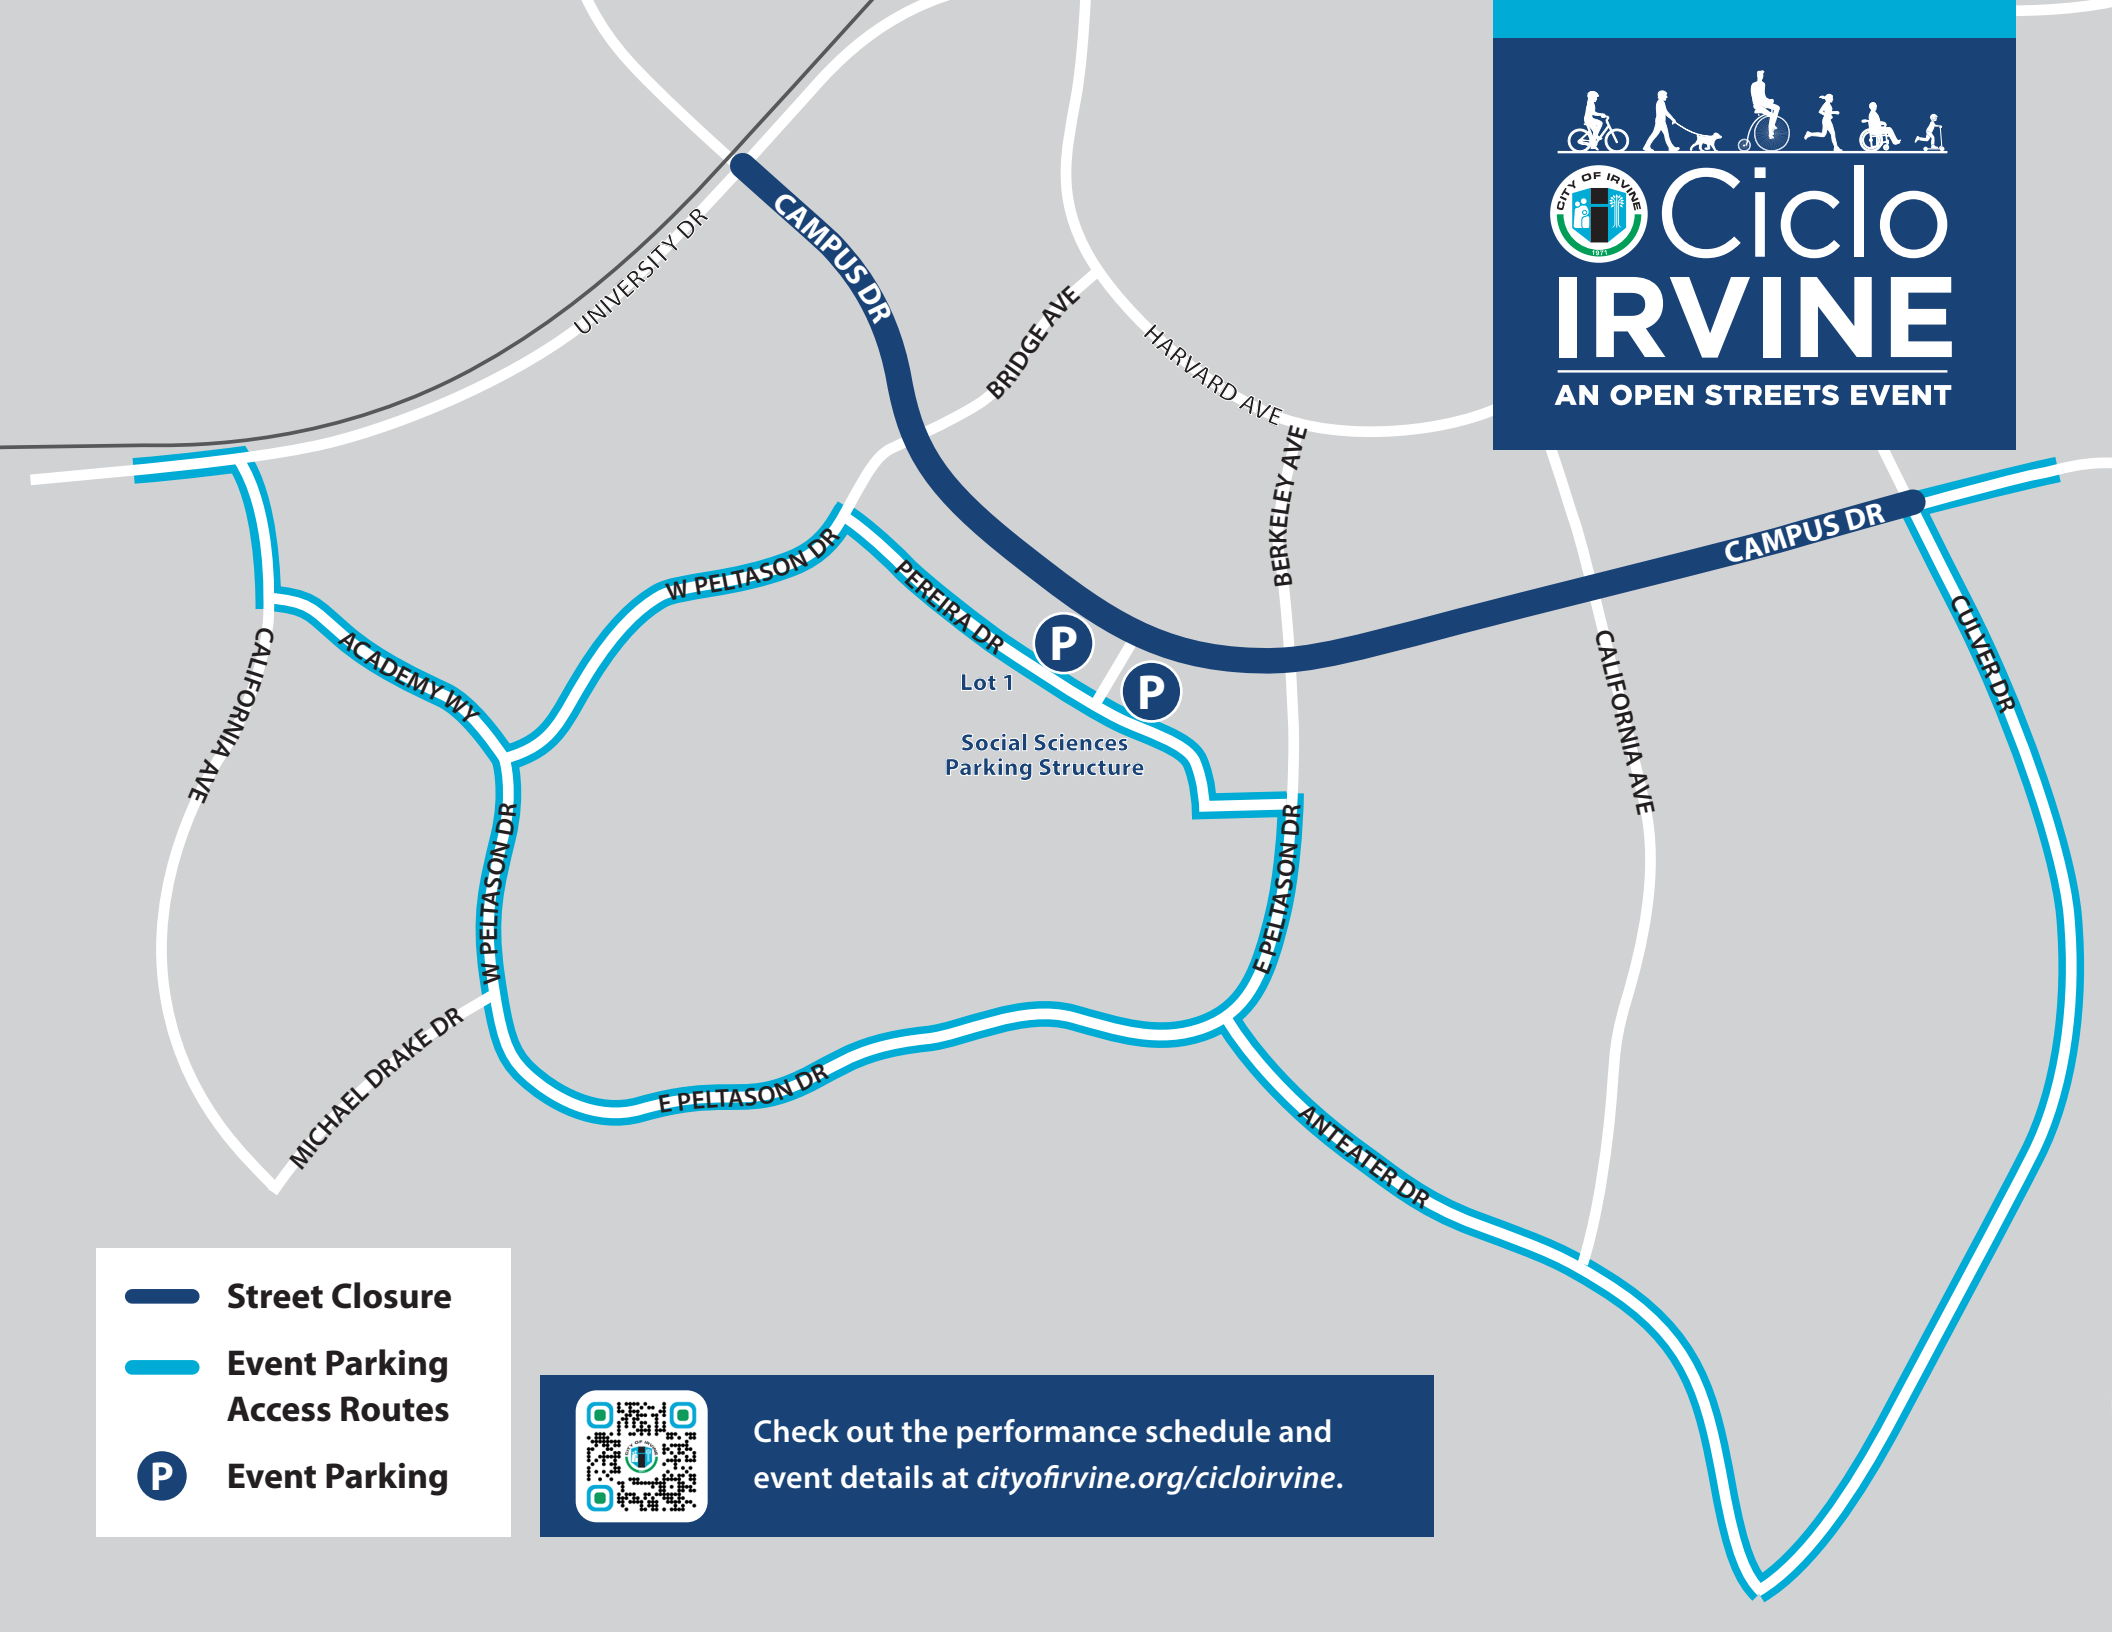 CITY OF IRVINE
1971
Ciclo
IRVINE
AN OPEN STREETS EVENT
UNIVERSITY DR
CAMPUS DR
BRIDGE AVE
HARVARD AVE
BERKELEY AVE
CAMPUS DR
W PELTASON DR
PEREIRA DR
P
Lot 1
P
Social Sciences
Parking Structure
CALIFORNIA AVE
ACADEMY WY
CALIFORNIA AVE
CULVER DR
W PELTASON DR
E PELTASON DR
MICHAEL DRAKE DR
E PELTASON DR
ANTEATER DR
Street Closure
Event Parking
Access Routes
P Event Parking
CITY OF IRVINE
Check out the performance schedule and
event details at cityofirvine.org/cicloirvine.